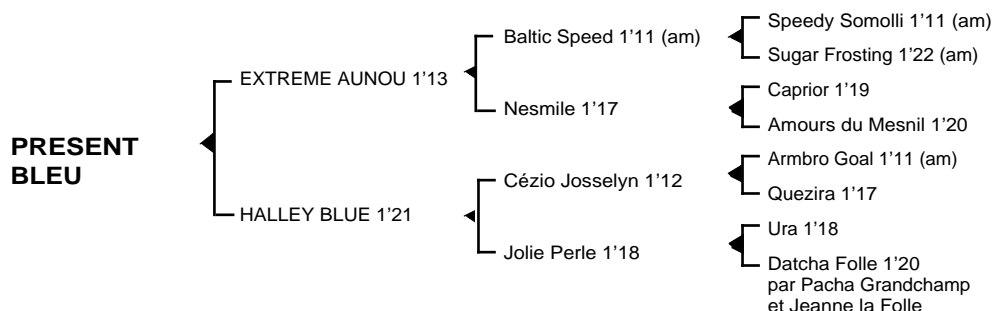 PRESENT
BLEU
EXTREME AUNOU 1’13
HALLEY BLUE 1’21
Baltic Speed 1’11 (am)
Nesmile 1’17
Cézio Josselyn 1’12
Jolie Perle 1’18
Speedy Somolli 1’11 (am)
Sugar Frosting 1’22 (am)
Caprior 1’19
Amours du Mesnil 1’20
Armbro Goal 1’11 (am)
Quezira 1’17
Ura 1’18
Datcha Folle 1’20
par Pacha Grandchamp
et Jeanne la Folle